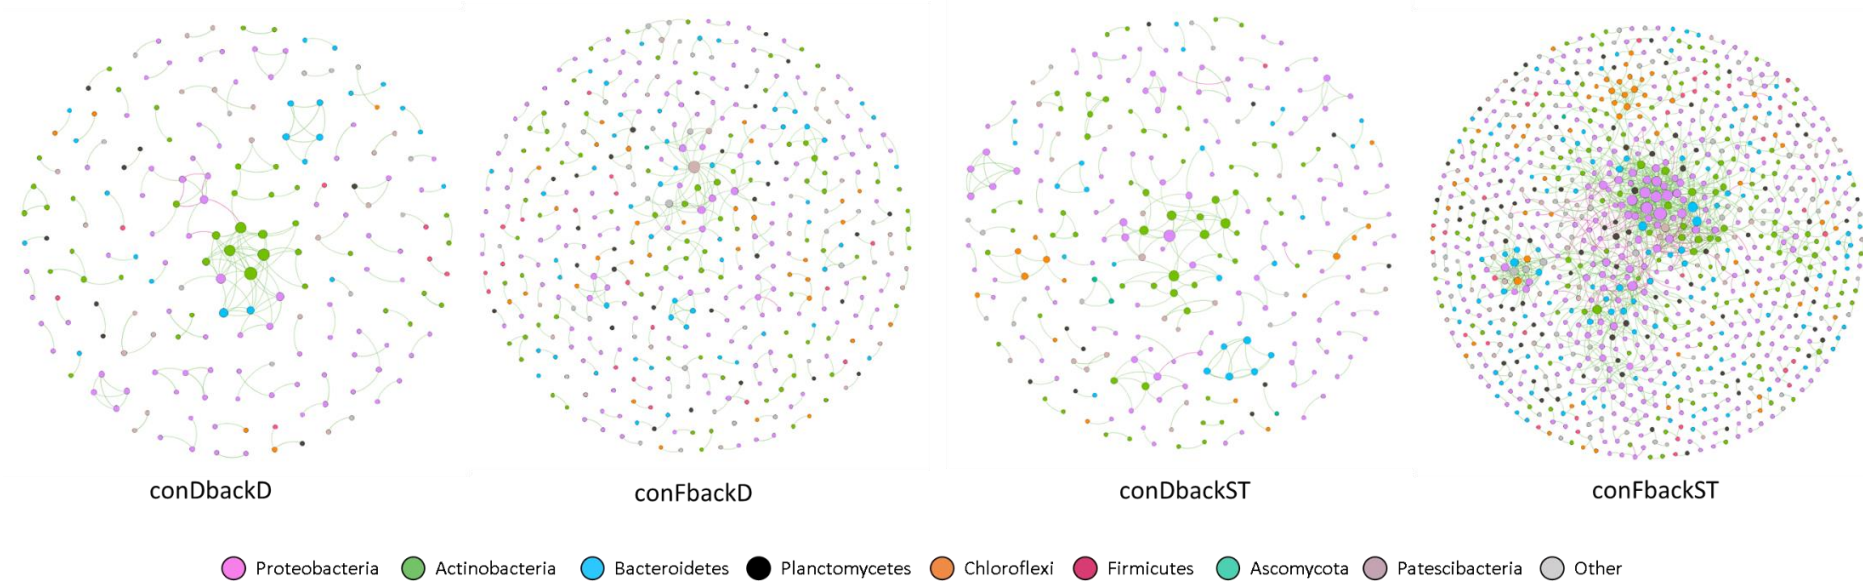 conDbackD conFbackD conDbackST conFbackST
Proteobacteria Actinobacteria Bacteroidetes Planctomycetes Chloroflexi Firmicutes Ascomycota Patescibacteria Other